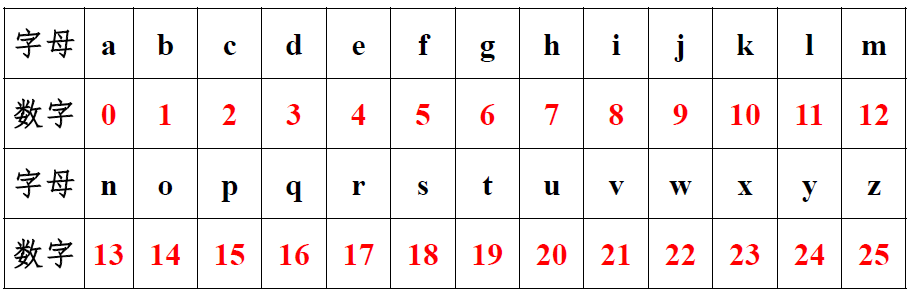 字母 a b c d e f g h i j k l m
数字 0 1 2 3 4 5 6 7 8 9 10 11 12
字母 n o p q r s t u v w x y z
数字 13 14 15 16 17 18 19 20 21 22 23 24 25